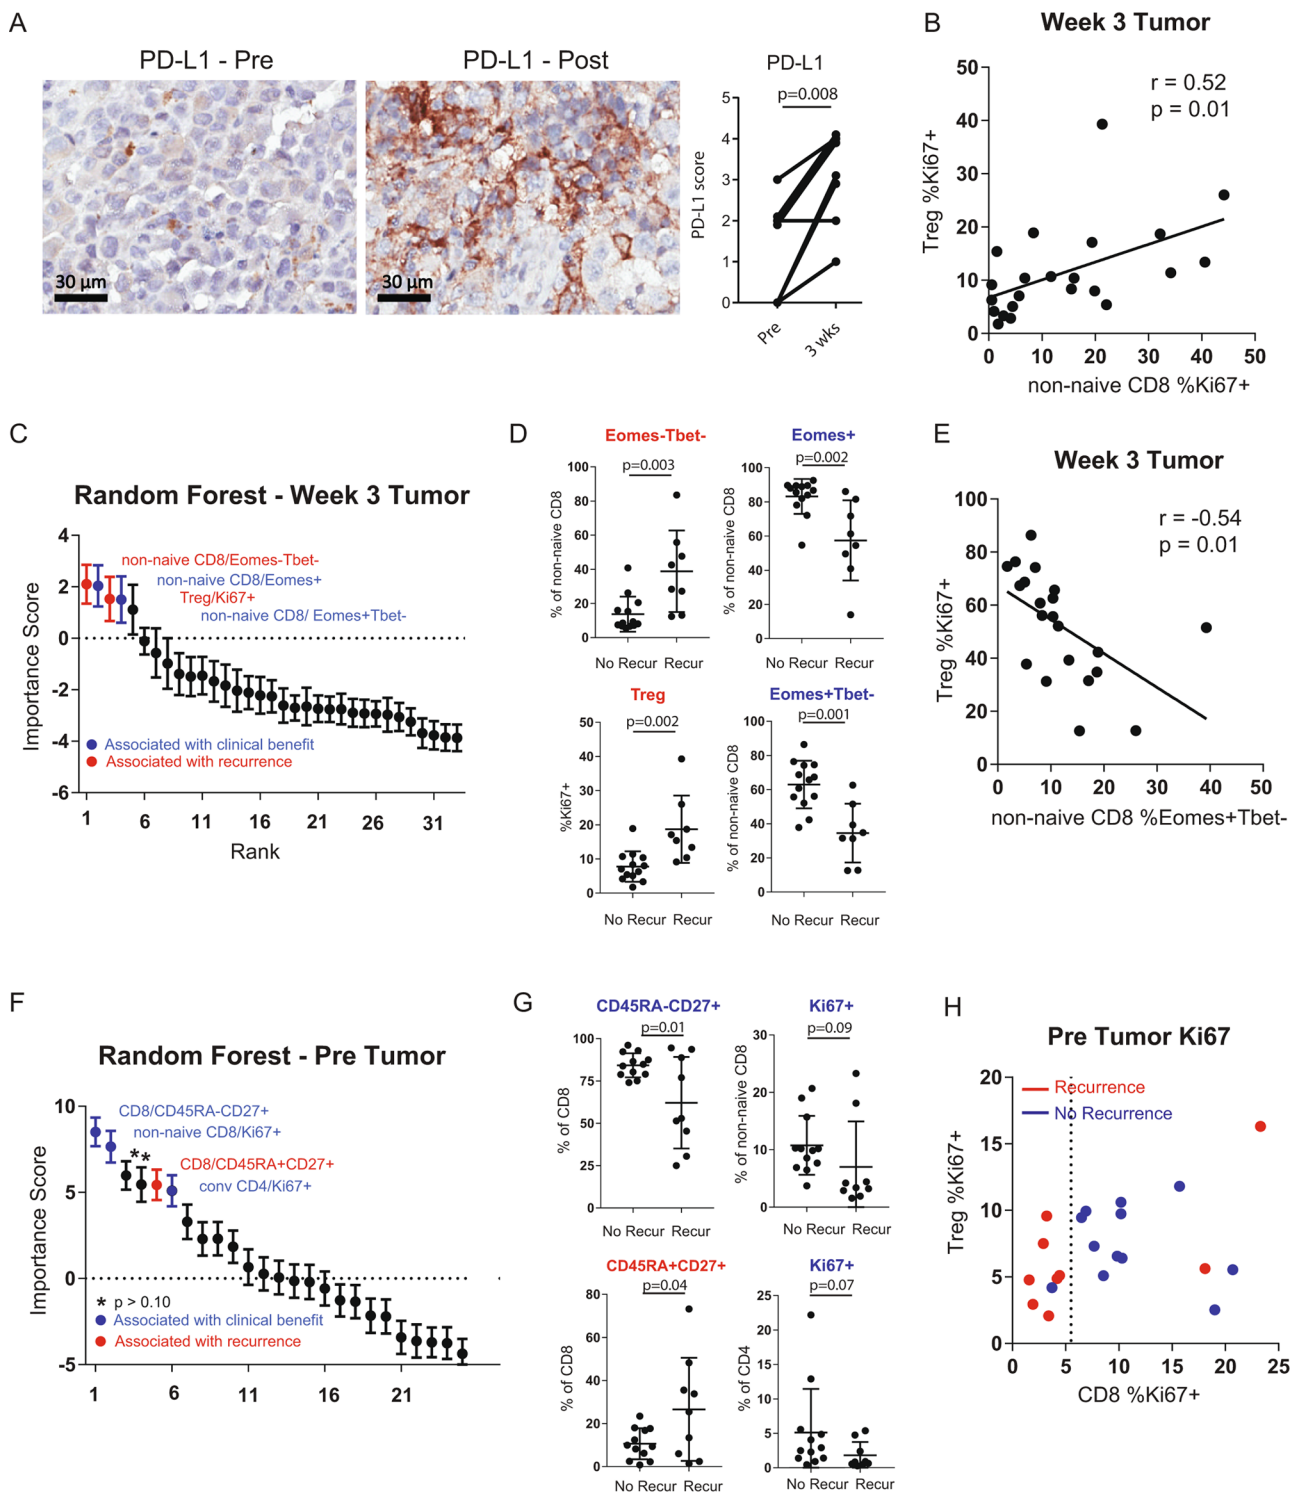 A
PD-L1 - Pre
30 µm
PD-L1 - Post
30 µm
PD-L1
p=0.008
PD-L1 score
5
4
3
2
1
0
Pre
3 wks
B
Week 3 Tumor
r = 0.52
p = 0.01
Treg %Ki67+
50
40
30
20
10
0
0 10 20 30 40 50
non-naive CD8 %Ki67+
C
Random Forest - Week 3 Tumor
Importance Score
4
2
0
-2
-4
-6
non-naive CD8/Eomes-Tbet-
non-naive CD8/Eomes+
Treg/Ki67+
non-naive CD8/ Eomes+Tbet-
Associated with clinical benefit
Associated with recurrence
1 6 11 16 21 26 31
Rank
D
Eomes-Tbet-
p=0.003
% of non-naive CD8
100
80
60
40
20
0
No Recur Recur
Eomes+
p=0.002
% of non-naive CD8
100
80
60
40
20
0
No Recur Recur
Treg
p=0.002
%Ki67+
50
40
30
20
10
0
No Recur Recur
Eomes+Tbet-
p=0.001
% of non-naive CD8
100
80
60
40
20
0
No Recur Recur
E
Week 3 Tumor
r = -0.54
p = 0.01
Treg %Ki67+
100
80
60
40
20
0
0 10 20 30 40 50
non-naive CD8 %Eomes+Tbet-
F
Random Forest - Pre Tumor
Importance Score
10
5
0
-5
CD8/CD45RA-CD27+
non-naive CD8/Ki67+
**
CD8/CD45RA+CD27+
conv CD4/Ki67+
* p > 0.10
Associated with clinical benefit
Associated with recurrence
1 6 11 16 21
G
CD45RA-CD27+
p=0.01
% of CD8
100
75
50
25
0
No Recur Recur
Ki67+
p=0.09
% of non-naive CD8
30
20
10
0
No Recur Recur
CD45RA+CD27+
p=0.04
% of CD8
80
60
40
20
0
No Recur Recur
Ki67+
p=0.07
% of CD4
25
20
15
10
5
0
No Recur Recur
H
Pre Tumor Ki67
Recurrence
No Recurrence
Treg %Ki67+
20
15
10
5
0
0 5 10 15 20 25
CD8 %Ki67+